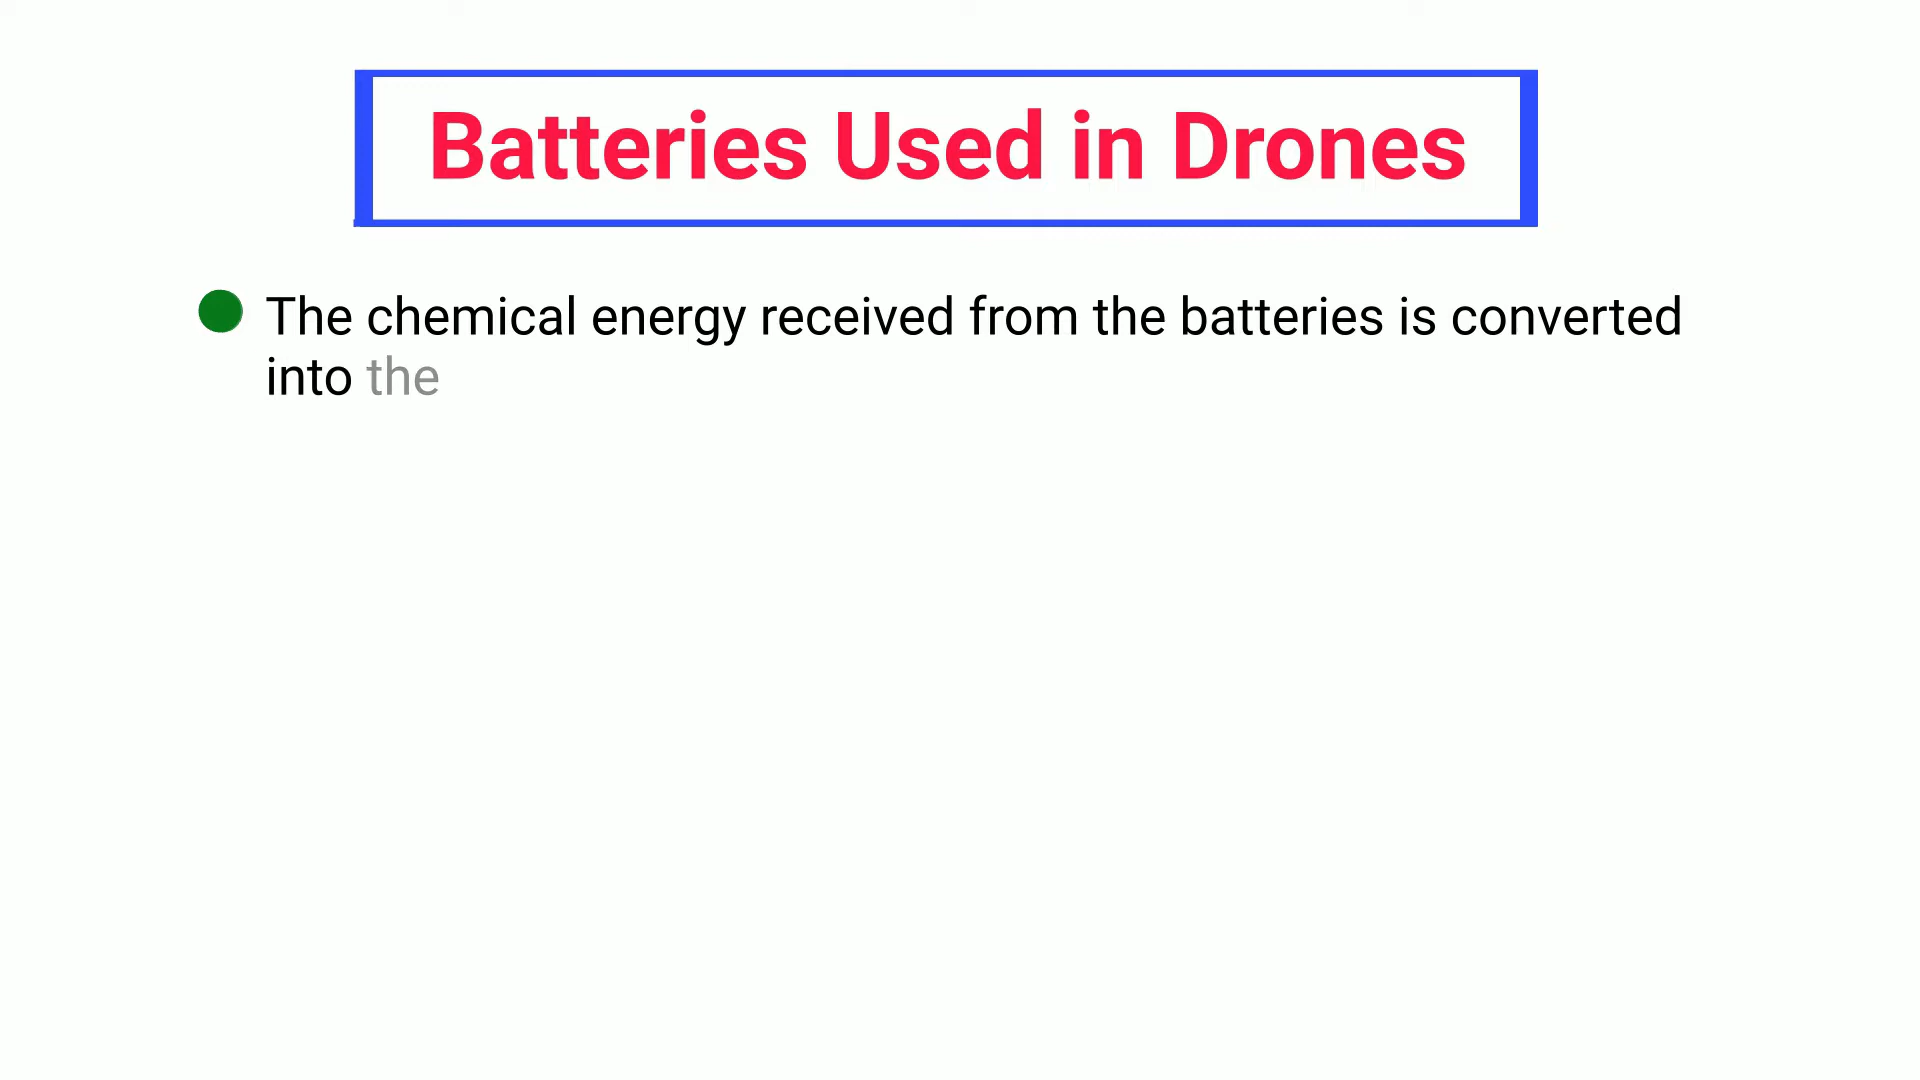 Batteries Used in Drones
The chemical energy received from the batteries is converted
into the